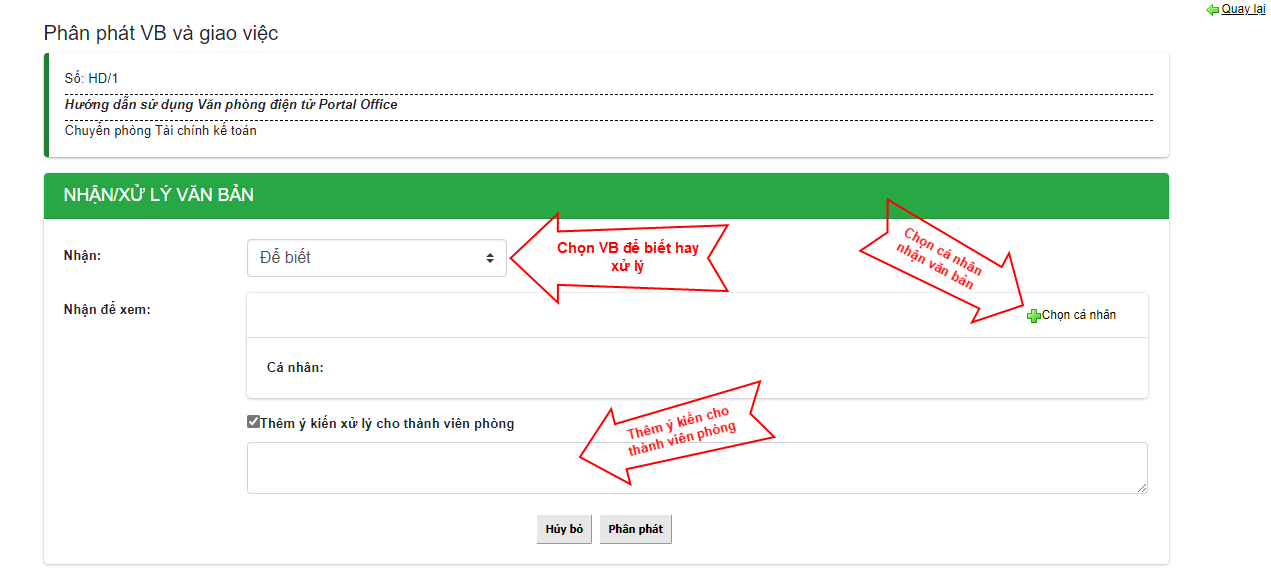 Quay lại
Phân phát VB và giao việc
Số: HD/1
Hướng dẫn sử dụng Văn phòng điện tử Portal Office
Chuyển phòng Tài chính kế toán
NHẬN/XỬ LÝ VĂN BẢN
Nhận:
Để biết
Chọn VB để biết hay
xử lý
Chọn cá nhân
nhận văn bản
Nhận để xem:
Chọn cá nhân
Cá nhân:
Thêm ý kiến xử lý cho thành viên phòng
Thêm ý kiến cho
thành viên phòng
Hủy bỏ
Phân phát